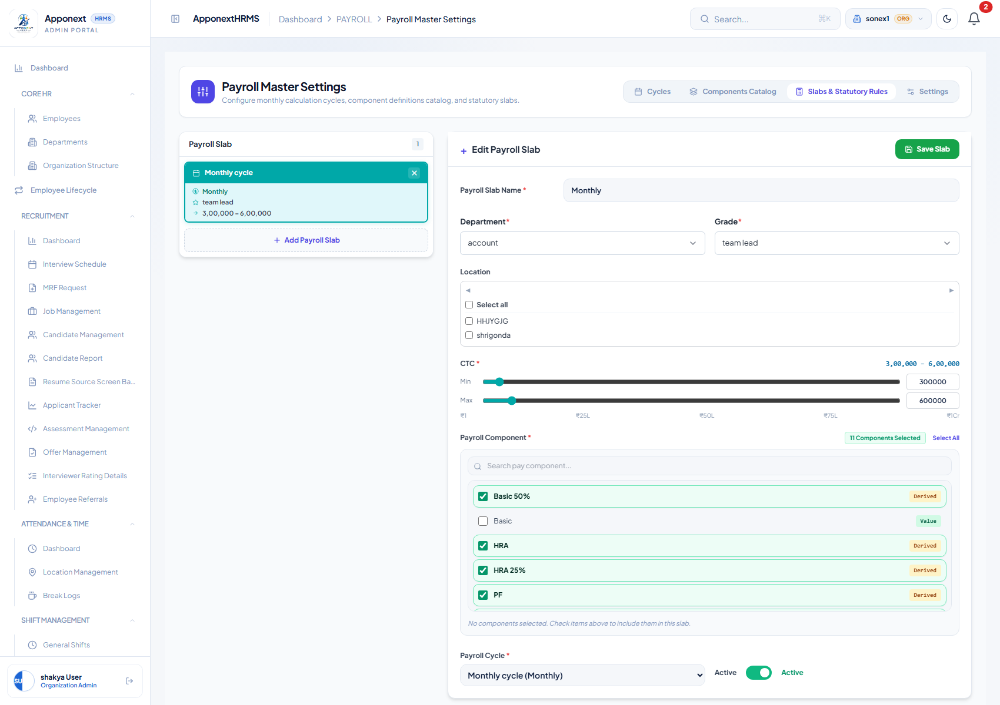 Apponext HRMS
ADMIN PORTAL
Dashboard
CORE HR
Employees
Departments
Organization Structure
Employee Lifecycle
RECRUITMENT
Dashboard
Interview Schedule
MRF Request
Job Management
Candidate Management
Candidate Report
Resume Source Screen Ba...
Applicant Tracker
Assessment Management
Offer Management
Interviewer Rating Details
Employee Referrals
ATTENDANCE & TIME
Dashboard
Location Management
Break Logs
SHIFT MANAGEMENT
General Shifts
SU
shakya User
Organization Admin
ApponextHRMS
Dashboard > PAYROLL > Payroll Master Settings
Search... ⌘K
sonex1 ORG
2
Payroll Master Settings
Configure monthly calculation cycles, component definitions catalog, and statutory slabs.
Cycles
Components Catalog
Slabs & Statutory Rules
Settings
Payroll Slab 1
Monthly cycle
Monthly
team lead
3,00,000 – 6,00,000
+ Add Payroll Slab
+ Edit Payroll Slab
Save Slab
Payroll Slab Name *
Monthly
Department*
account
Grade*
team lead
Location
Select all
HHJYGJG
shrigonda
CTC *
3,00,000 – 6,00,000
Min
300000
Max
600000
₹1 ₹25L ₹50L ₹75L ₹1Cr
Payroll Component *
11 Components Selected
Select All
Search pay component...
Basic 50% Derived
Basic Value
HRA Derived
HRA 25% Derived
PF Derived
No components selected. Check items above to include them in this slab.
Payroll Cycle *
Monthly cycle (Monthly)
Active
Active